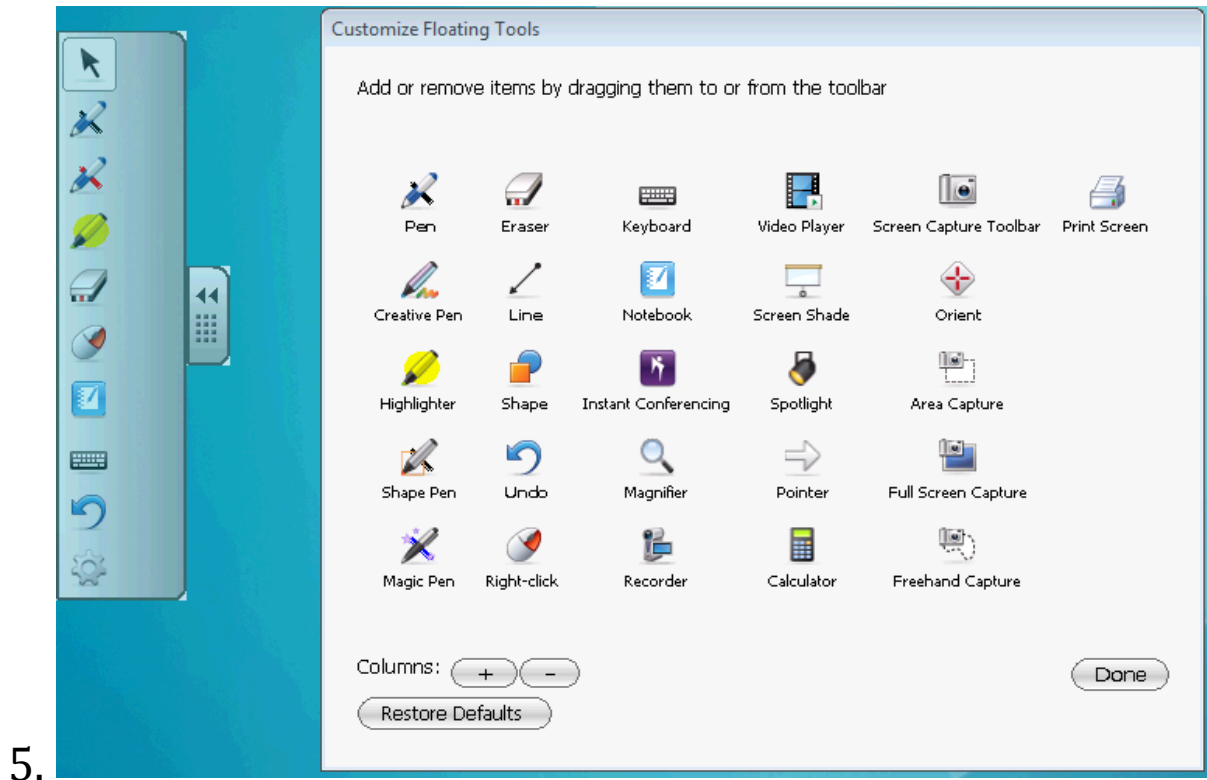 Customize Floating Tools
Add or remove items by dragging them to or from the toolbar
Pen Eraser Keyboard Video Player Screen Capture Toolbar Print Screen
Creative Pen Line Notebook Screen Shade Orient
Highlighter Shape Instant Conferencing Spotlight Area Capture
Shape Pen Undo Magnifier Pointer Full Screen Capture
Magic Pen Right-click Recorder Calculator Freehand Capture
Columns: + - Done
Restore Defaults
5.